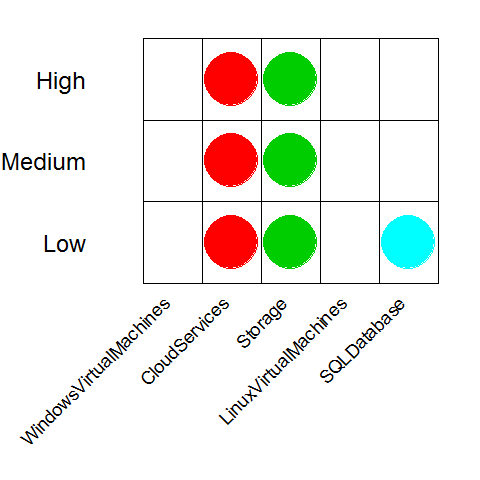 High
Medium
Low
WindowsVirtualMachines
CloudServices
Storage
LinuxVirtualMachines
SQLDatabase